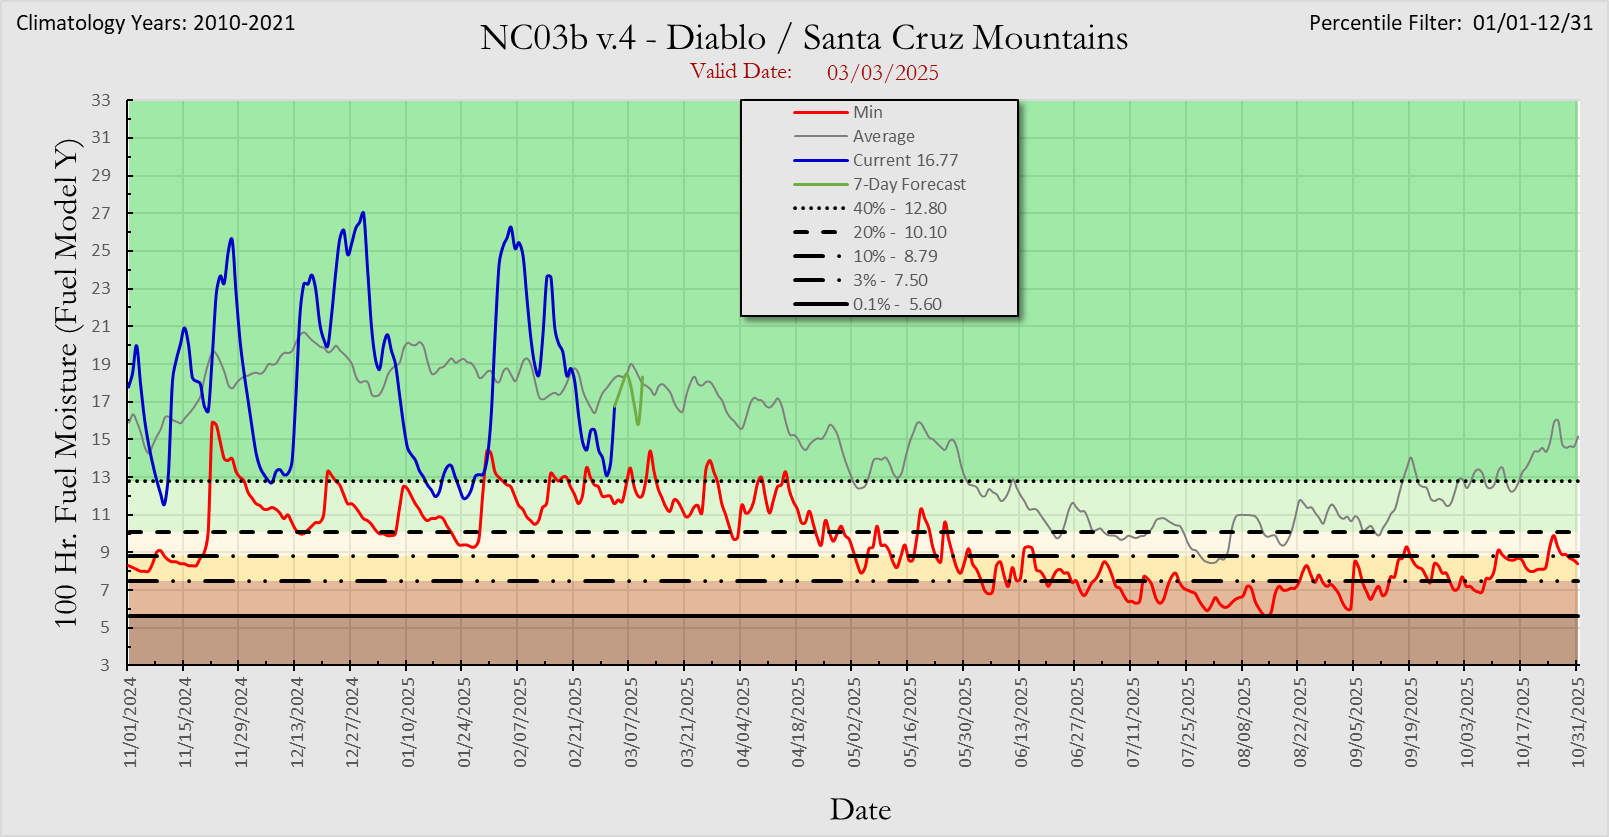 Climatology Years: 2010-2021
NC03b v.4 - Diablo / Santa Cruz Mountains
Percentile Filter:  01/01-12/31
Valid Date: 03/03/2025
Min
Average
Current 16.77
7-Day Forecast
40% - 12.80
20% - 10.10
10% - 8.79
3% - 7.50
0.1% - 5.60
100 Hr. Fuel Moisture (Fuel Model Y)
33
31
29
27
25
23
21
19
17
15
13
11
9
7
5
3
11/01/2024
11/15/2024
11/29/2024
12/13/2024
12/27/2024
01/10/2025
01/24/2025
02/07/2025
02/21/2025
03/07/2025
03/21/2025
04/04/2025
04/18/2025
05/02/2025
05/16/2025
05/30/2025
06/13/2025
06/27/2025
07/11/2025
07/25/2025
08/08/2025
08/22/2025
09/05/2025
09/19/2025
10/03/2025
10/17/2025
10/31/2025
Date